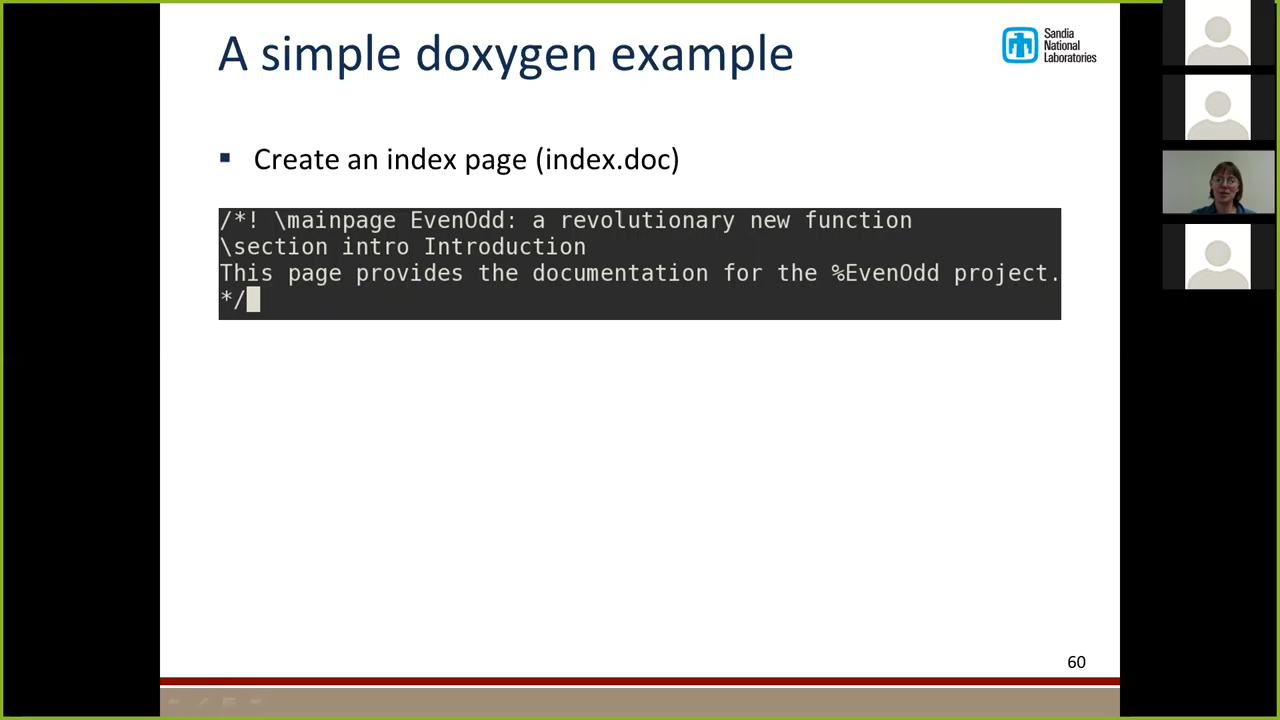 A simple doxygen example
Sandia
National
Laboratories
▪ Create an index page (index.doc)
/*! \mainpage EvenOdd: a revolutionary new function
\section intro Introduction
This page provides the documentation for the %EvenOdd project.
*/
60